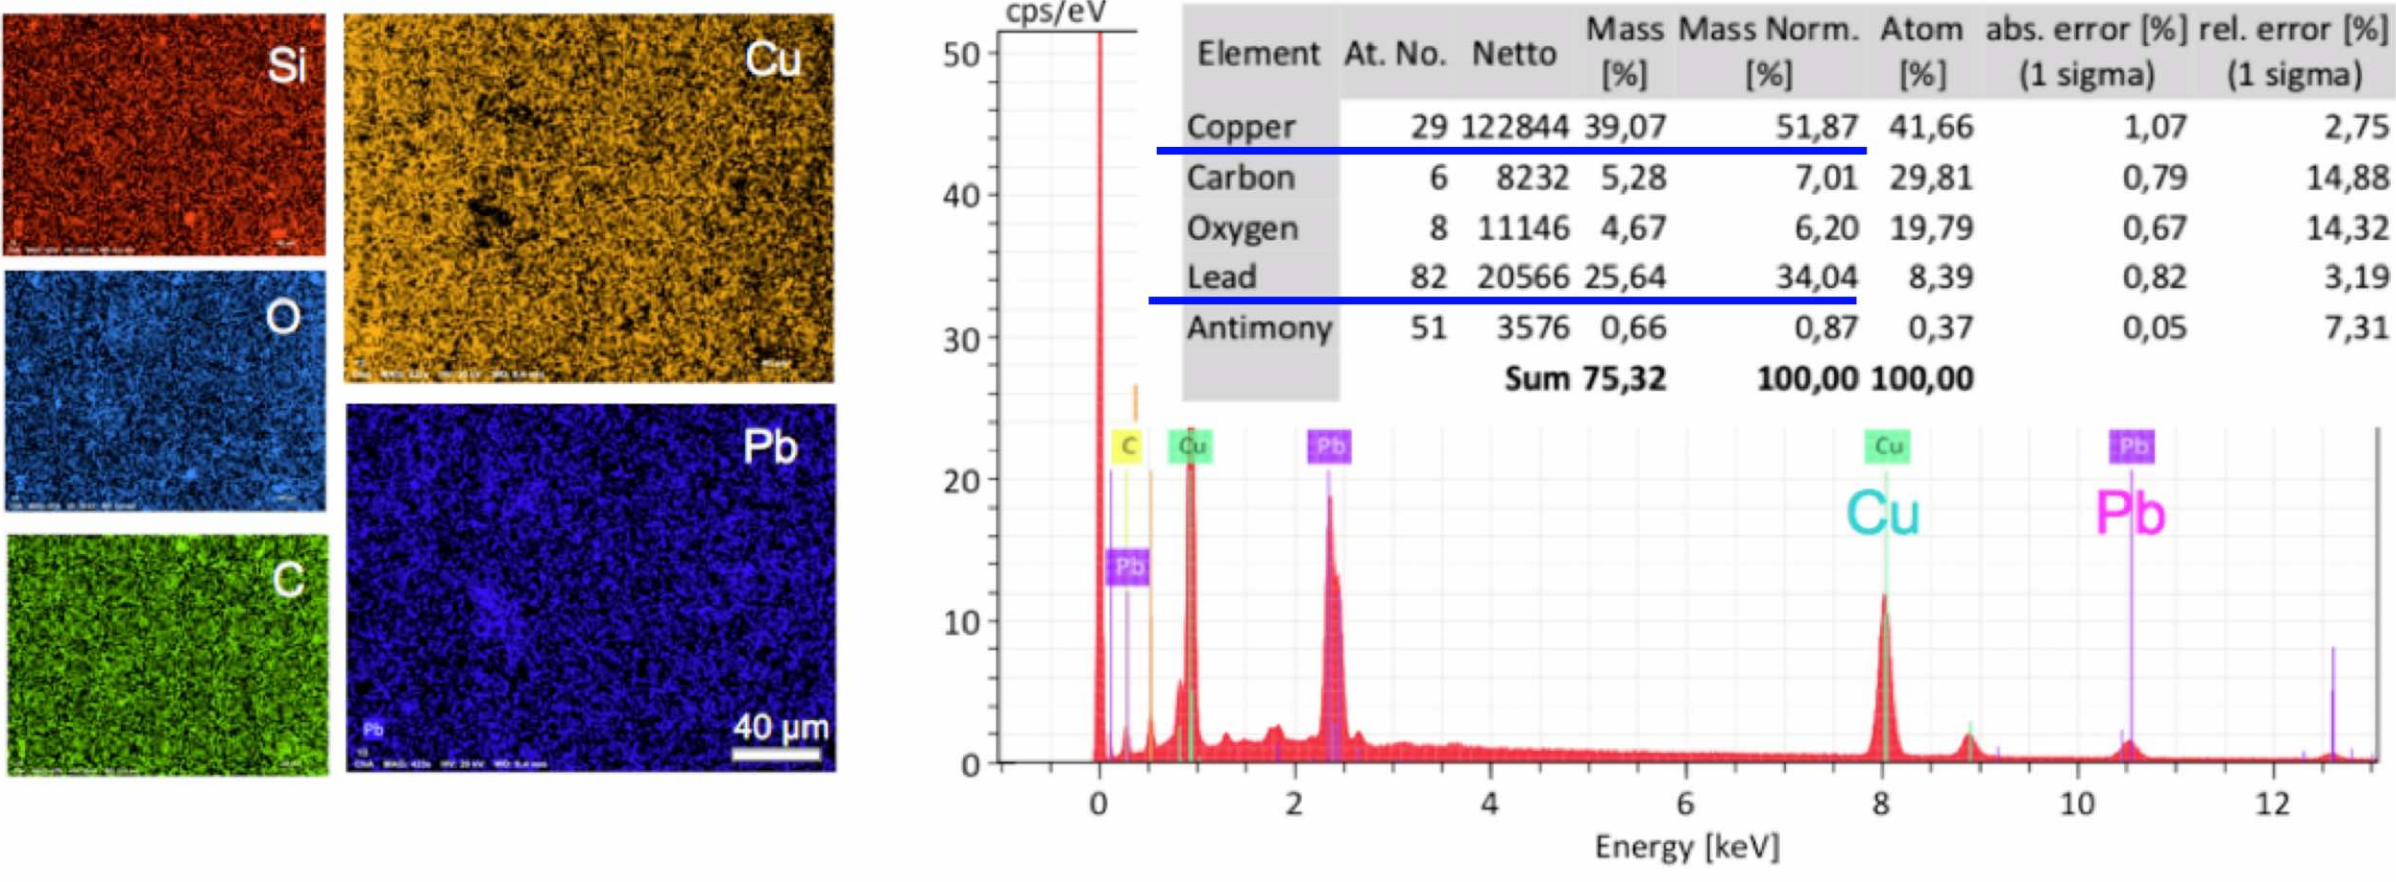 Si
Cu
O
Pb
C
Pb
40 µm
cps/eV
50
40
30
20
10
0
Element At. No. Netto Mass [%] Mass Norm. [%] Atom [%] abs. error [%] (1 sigma) rel. error [%] (1 sigma)
Copper 29 122844 39,07 51,87 41,66 1,07 2,75
Carbon 6 8232 5,28 7,01 29,81 0,79 14,88
Oxygen 8 11146 4,67 6,20 19,79 0,67 14,32
Lead 82 20566 25,64 34,04 8,39 0,82 3,19
Antimony 51 3576 0,66 0,87 0,37 0,05 7,31
Sum 75,32 100,00 100,00
C Cu Pb Cu Pb
Cu Pb
Pb
0 2 4 6 8 10 12
Energy [keV]